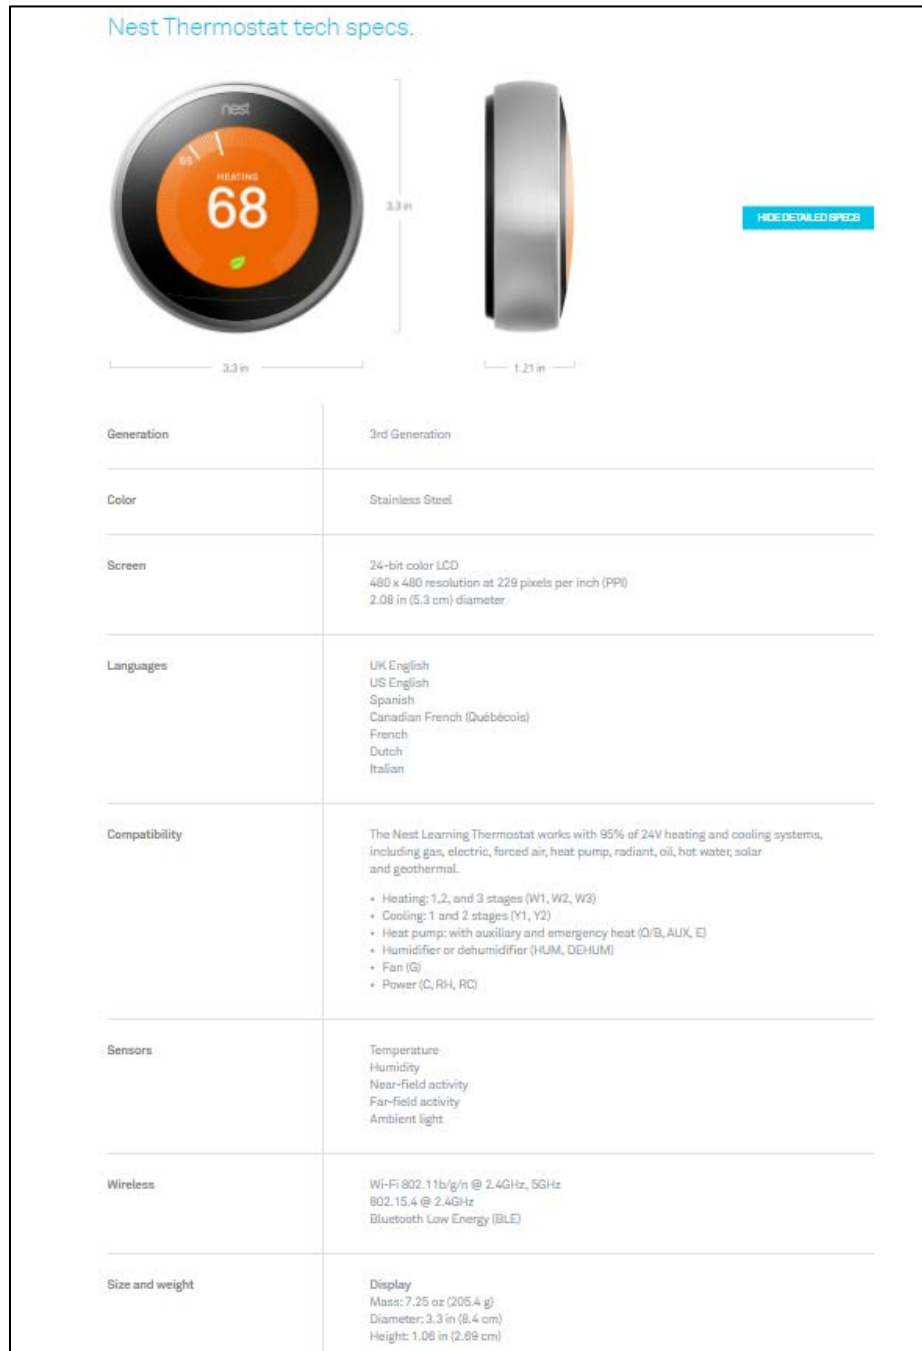 Nest Thermostat tech specs.
nest
65
HEATING
68
3.3 in
HIDE DETAILED SPECS
3.3 in
1.21 in
Generation
3rd Generation
Color
Stainless Steel
Screen
24-bit color LCD
480 x 480 resolution at 229 pixels per inch (PPI)
2.08 in (5.3 cm) diameter
Languages
UK English
US English
Spanish
Canadian French (Québécois)
French
Dutch
Italian
Compatibility
The Nest Learning Thermostat works with 95% of 24V heating and cooling systems,
including gas, electric, forced air, heat pump, radiant, oil, hot water, solar
and geothermal.
• Heating: 1,2, and 3 stages (W1, W2, W3)
• Cooling: 1 and 2 stages (Y1, Y2)
• Heat pump: with auxiliary and emergency heat (O/B, AUX, E)
• Humidifier or dehumidifier (HUM, DEHUM)
• Fan (G)
• Power (C, RH, RC)
Sensors
Temperature
Humidity
Near-field activity
Far-field activity
Ambient light
Wireless
Wi-Fi 802.11b/g/n @ 2.4GHz, 5GHz
802.15.4 @ 2.4GHz
Bluetooth Low Energy (BLE)
Size and weight
Display
Mass: 7.25 oz (205.4 g)
Diameter: 3.3 in (8.4 cm)
Height: 1.06 in (2.69 cm)